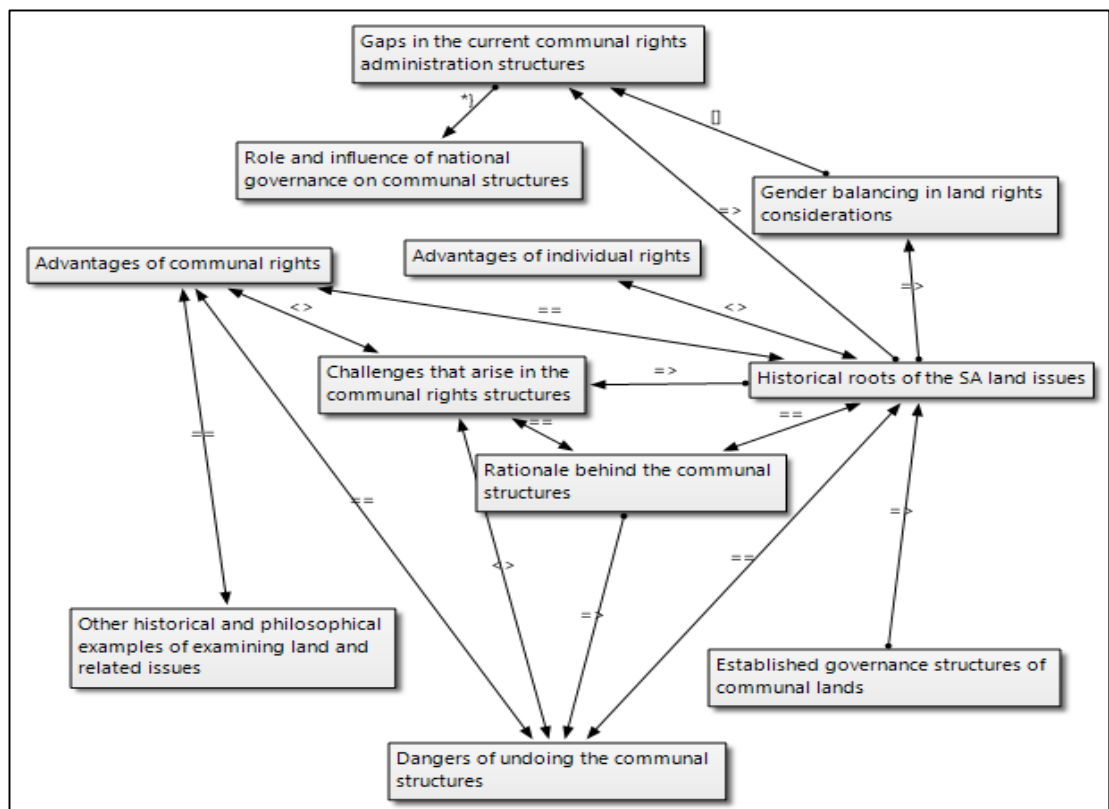 Gaps in the current communal rights
administration structures
*}
[]
Role and influence of national
governance on communal structures
Gender balancing in land rights
considerations
=>
Advantages of communal rights
Advantages of individual rights
=>
<>
==
<>
Challenges that arise in the
communal rights structures
=>
Historical roots of the SA land issues
==
==
==
Rationale behind the communal
structures
==
=>
<>
==
=>
Other historical and philosophical
examples of examining land and
related issues
Established governance structures of
communal lands
Dangers of undoing the communal
structures